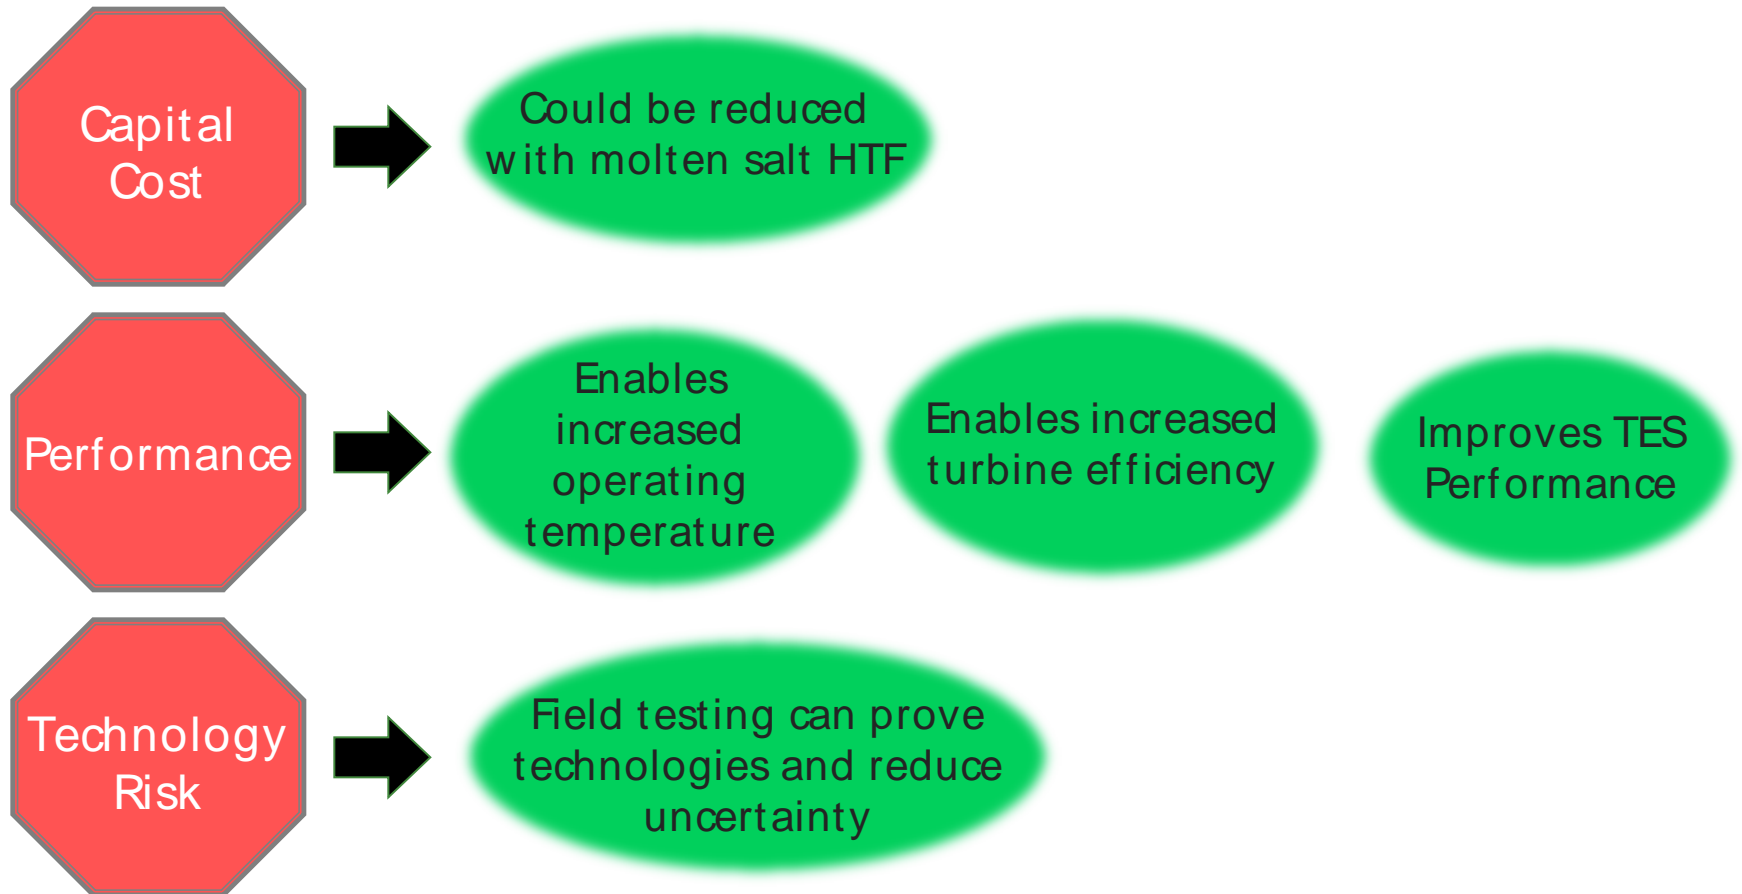 Capital
Cost
Could be reduced
with molten salt HTF
Performance
Enables
increased
operating
temperature
Enables increased
turbine efficiency
Improves TES
Performance
Technology
Risk
Field testing can prove
technologies and reduce
uncertainty